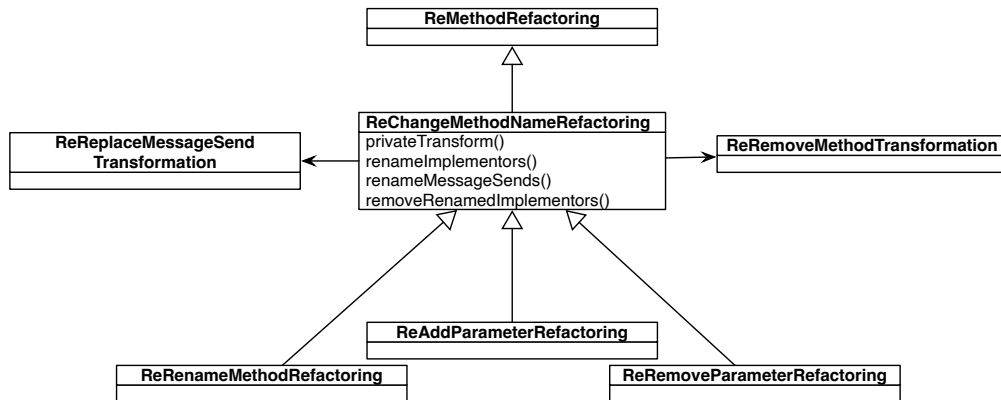 ReMethodRefactoring
ReChangeMethodNameRefactoring
privateTransform()
renameImplementors()
renameMessageSends()
removeRenamedImplementors()
ReReplaceMessageSend
Transformation
ReRemoveMethodTransformation
ReAddParameterRefactoring
ReRenameMethodRefactoring
ReRemoveParameterRefactoring